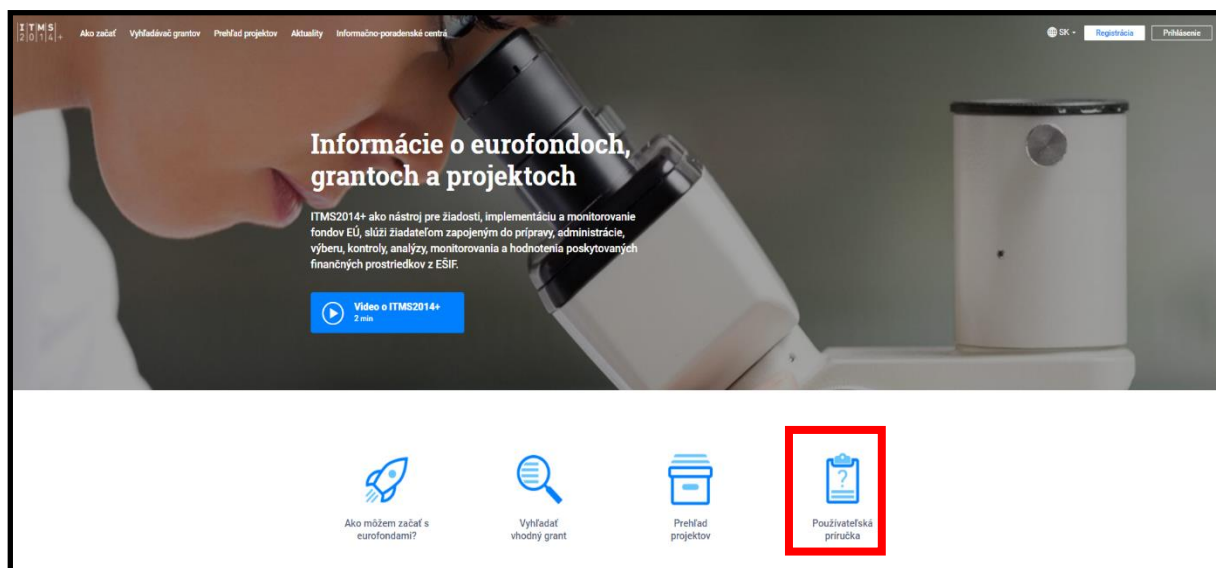 ITMS
2014+
Ako začať Vyhľadávač grantov Prehľad projektov Aktuality Informačno-poradenské centrá
SK Registrácia Prihlásenie
Informácie o eurofondoch,
grantoch a projektoch
ITMS2014+ ako nástroj pre žiadosti, implementáciu a monitorovanie
fondov EÚ, slúži žiadateľom zapojeným do prípravy, administrácie,
výberu, kontroly, analýzy, monitorovania a hodnotenia poskytovaných
finančných prostriedkov z EŠIF.
Video o ITMS2014+
2 min
?
Ako môžem začať s
eurofondami?
Vyhľadať
vhodný grant
Prehľad
projektov
Používateľská
príručka